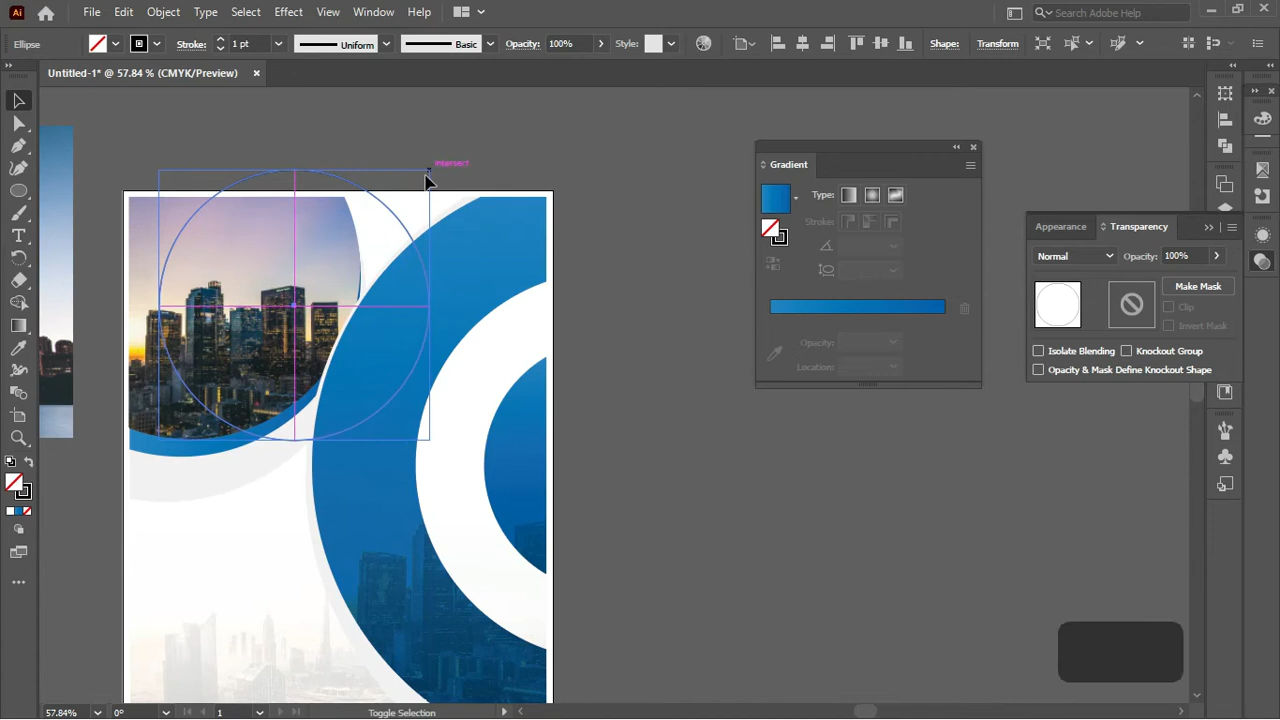 Ai File Edit Object Type Select Effect View Window Help Search Adobe Help
Ellipse Stroke: 1 pt Uniform Basic Opacity: 100% Style: Shape: Transform
Untitled-1* @ 57.84 % (CMYK/Preview)
intersect
Gradient
Type:
Stroke:
Opacity:
Location:
Appearance Transparency
Normal Opacity: 100%
Make Mask
Clip
Invert Mask
Isolate Blending Knockout Group
Opacity & Mask Define Knockout Shape
57.84% 0° 1 Toggle Selection